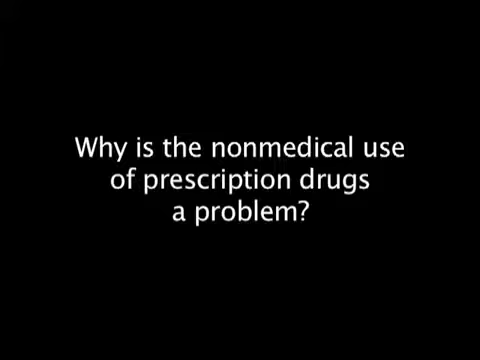 Why is the nonmedical use
of prescription drugs
a problem?